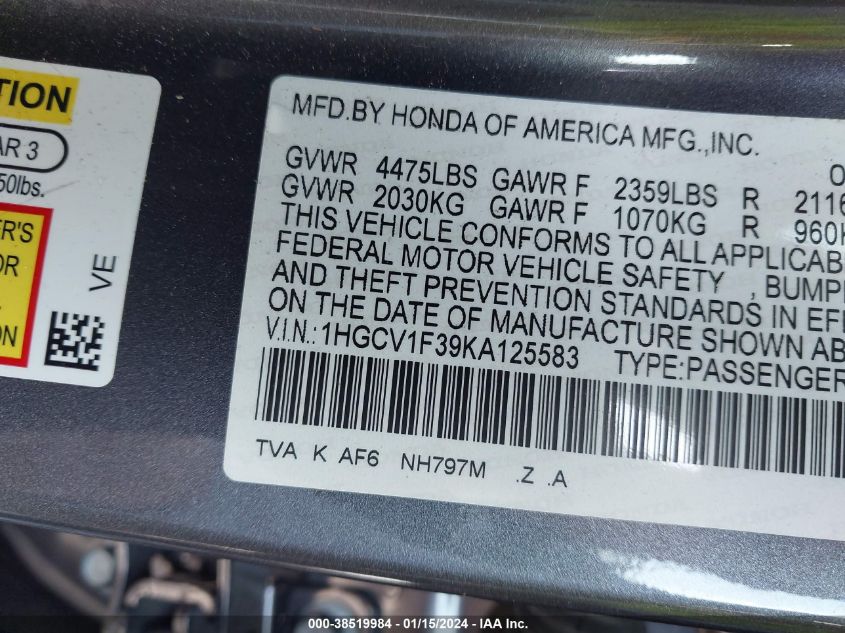 TION
AR 3
50lbs.
ER'S
OR
ON
VE
MFD.BY HONDA OF AMERICA MFG.,INC.
GVWR 4475LBS GAWR F 2359LBS R 2116
GVWR 2030KG GAWR F 1070KG R 960K
THIS VEHICLE CONFORMS TO ALL APPLICABL
FEDERAL MOTOR VEHICLE SAFETY , BUMP
AND THEFT PREVENTION STANDARDS IN EFF
ON THE DATE OF MANUFACTURE SHOWN AB
V.I.N.: 1HGCV1F39KA125583 TYPE:PASSENGER
TVA K AF6 NH797M .Z .A
000-38519984 - 01/15/2024 - IAA Inc.